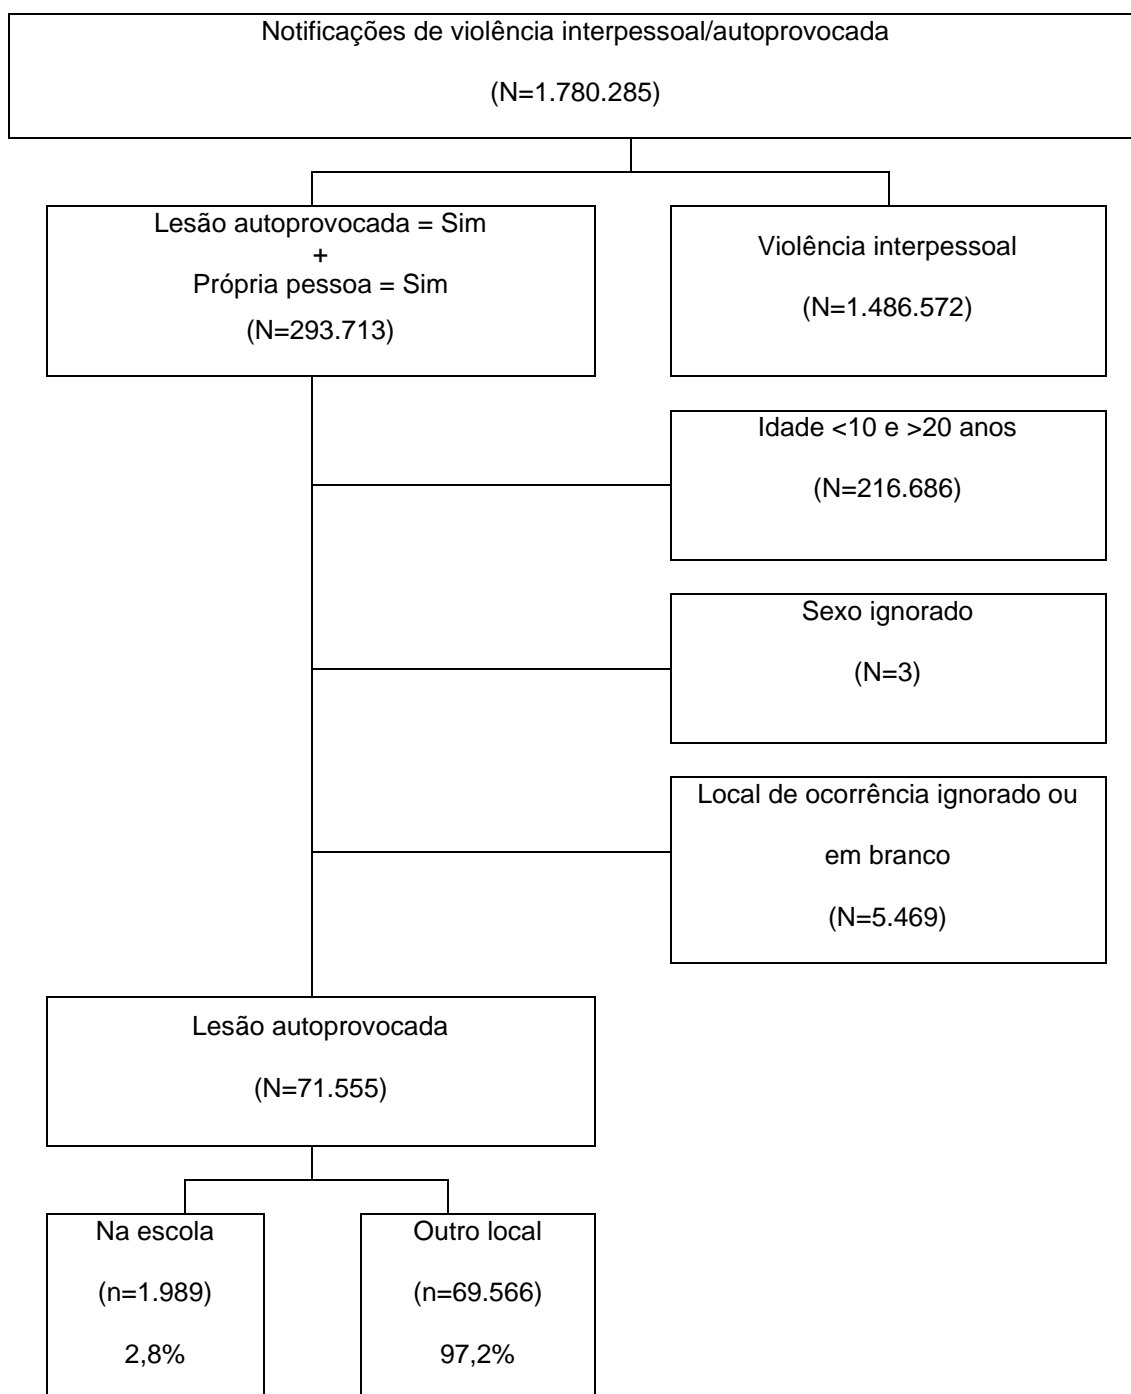 Notificações de violência interpessoal/autoprovocada
(N=1.780.285)
Lesão autoprovocada = Sim
+
Própria pessoa = Sim
(N=293.713)
Violência interpessoal
(N=1.486.572)
Idade <10 e >20 anos
(N=216.686)
Sexo ignorado
(N=3)
Local de ocorrência ignorado ou
em branco
(N=5.469)
Lesão autoprovocada
(N=71.555)
Na escola
(n=1.989)
2,8%
Outro local
(n=69.566)
97,2%